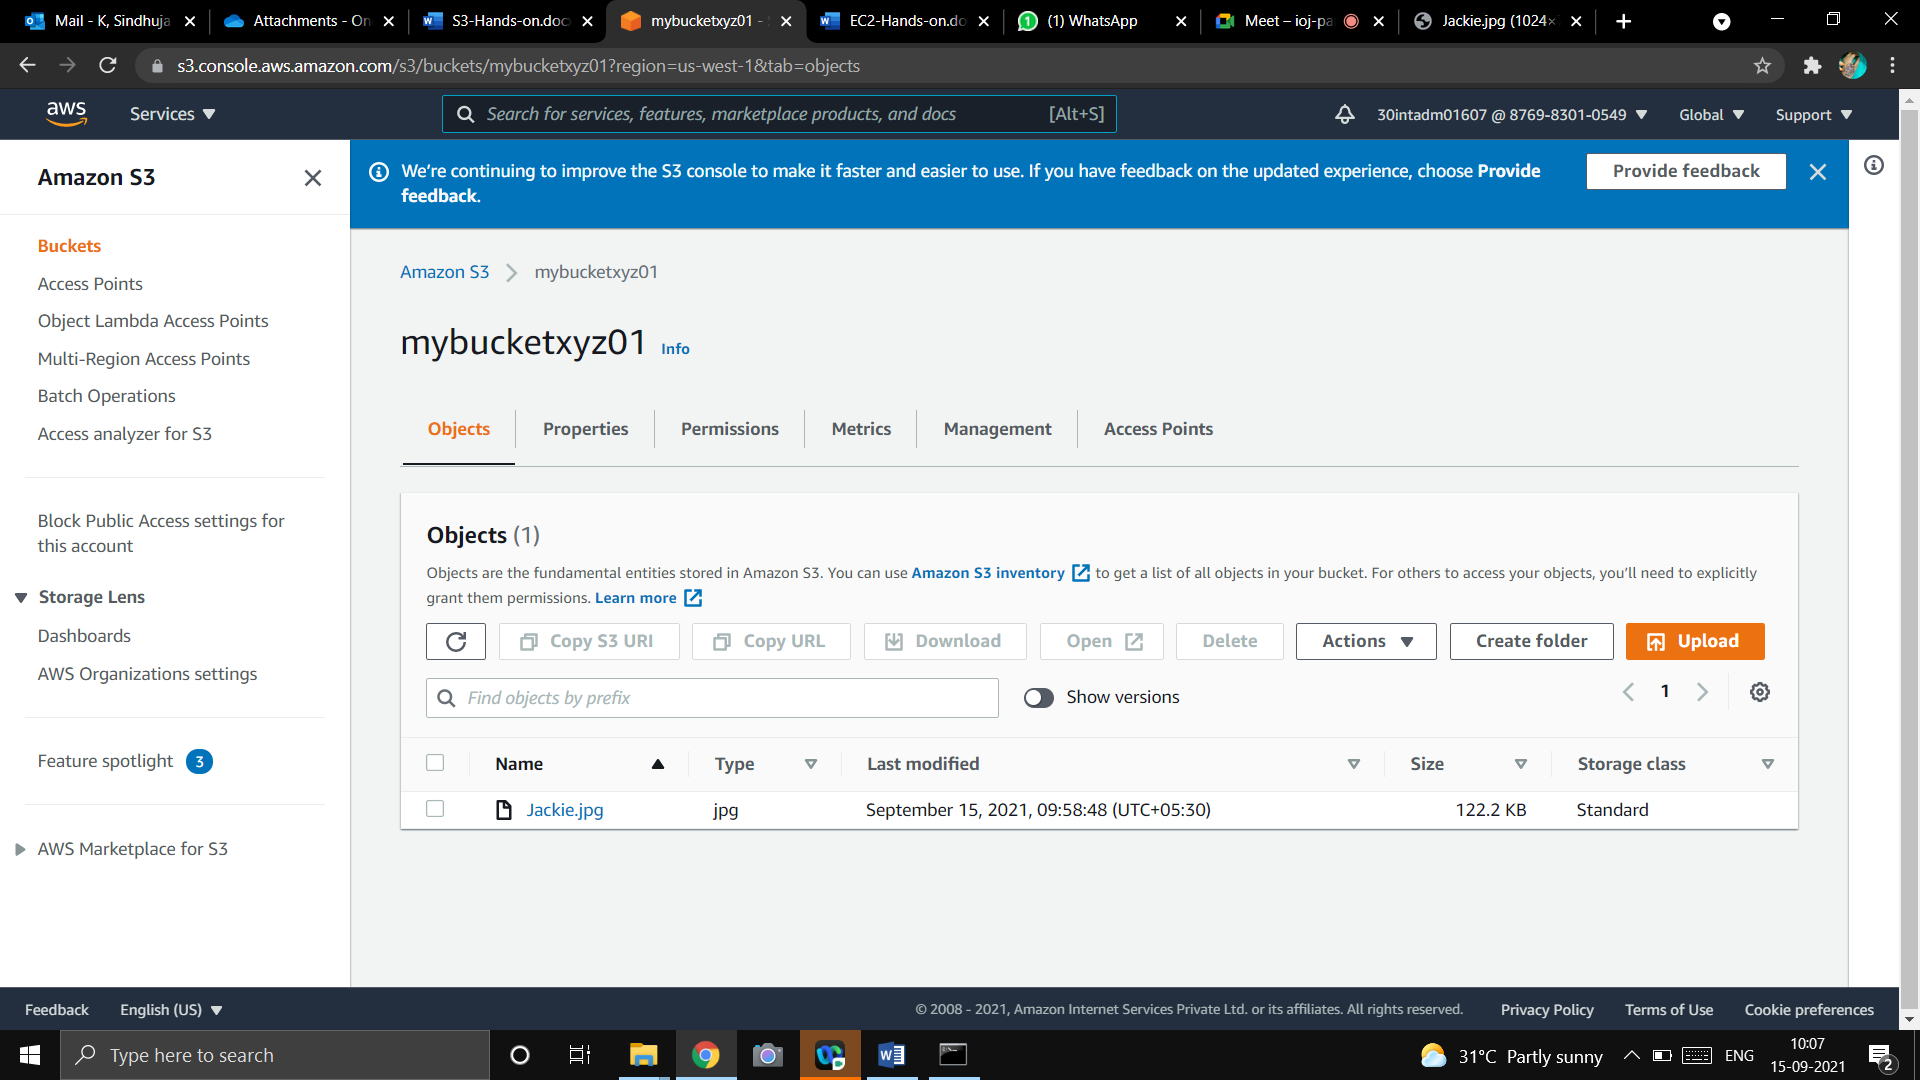 Mail - K, Sindhuja
Attachments - On
S3-Hands-on.doc
mybucketxyz01 -
EC2-Hands-on.do
(1) WhatsApp
Meet – ioj-pa
Jackie.jpg (1024×
s3.console.aws.amazon.com/s3/buckets/mybucketxyz01?region=us-west-1&tab=objects
aws
Services
Search for services, features, marketplace products, and docs [Alt+S]
30intadm01607 @ 8769-8301-0549
Global
Support
Amazon S3
Buckets
Access Points
Object Lambda Access Points
Multi-Region Access Points
Batch Operations
Access analyzer for S3
Block Public Access settings for
this account
Storage Lens
Dashboards
AWS Organizations settings
Feature spotlight 3
AWS Marketplace for S3
We’re continuing to improve the S3 console to make it faster and easier to use. If you have feedback on the updated experience, choose Provide
feedback.
Provide feedback
Amazon S3 mybucketxyz01
mybucketxyz01 Info
Objects Properties Permissions Metrics Management Access Points
Objects (1)
Objects are the fundamental entities stored in Amazon S3. You can use Amazon S3 inventory to get a list of all objects in your bucket. For others to access your objects, you’ll need to explicitly
grant them permissions. Learn more
Copy S3 URI Copy URL Download Open Delete Actions Create folder Upload
Find objects by prefix
Show versions
1
Name Type Last modified Size Storage class
Jackie.jpg jpg September 15, 2021, 09:58:48 (UTC+05:30) 122.2 KB Standard
Feedback English (US)
© 2008 - 2021, Amazon Internet Services Private Ltd. or its affiliates. All rights reserved. Privacy Policy Terms of Use Cookie preferences
Type here to search
31°C Partly sunny
ENG
10:07
15-09-2021
2